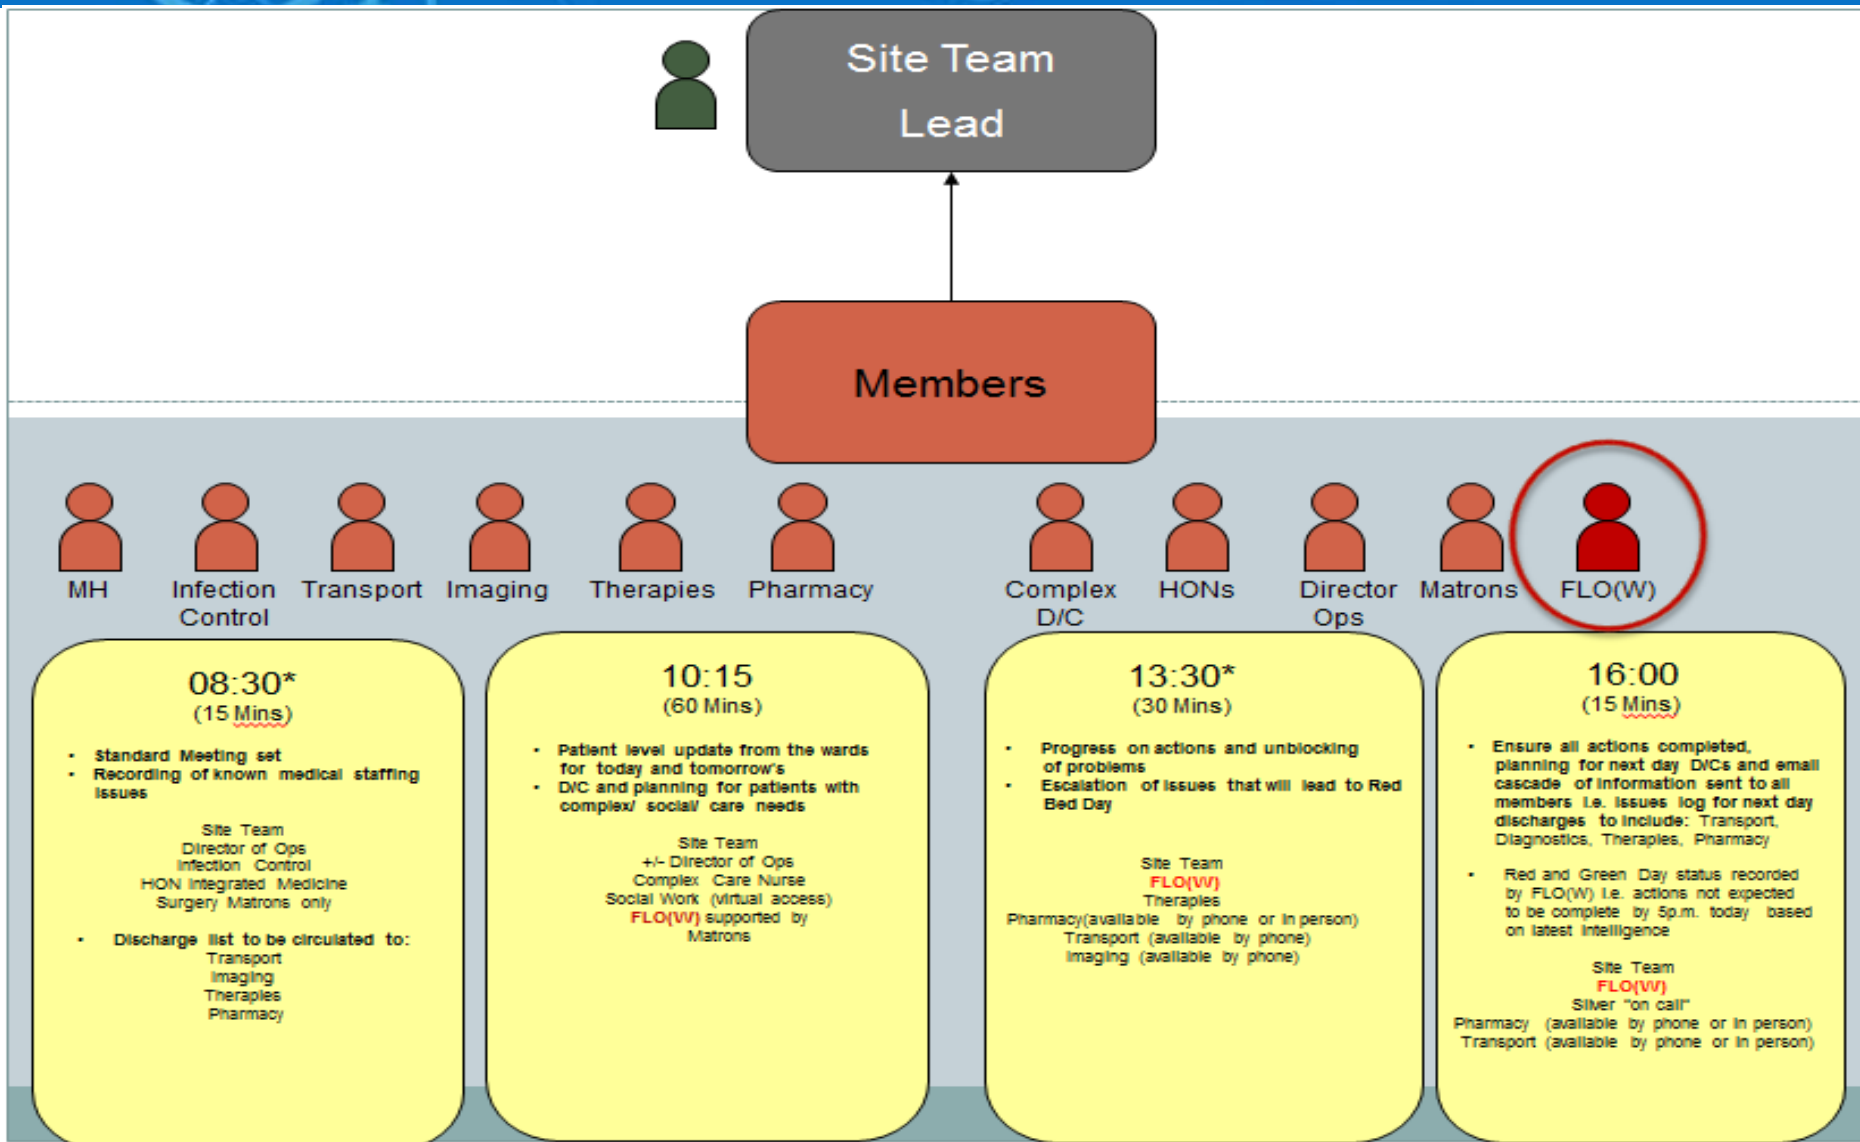 Site Team
Lead
Members
MH
Infection
Control
Transport
Imaging
Therapies
Pharmacy
Complex
D/C
HONs
Director
Ops
Matrons
FLO(W)
08:30*
(15 Mins)
• Standard Meeting set
• Recording of known medical staffing
issues
Site Team
Director of Ops
Infection Control
HON Integrated Medicine
Surgery Matrons only
• Discharge list to be circulated to:
Transport
Imaging
Therapies
Pharmacy
10:15
(60 Mins)
• Patient level update from the wards
for today and tomorrow's
• D/C and planning for patients with
complex/ social/ care needs
Site Team
+/- Director of Ops
Complex Care Nurse
Social Work (virtual access)
FLO(W) supported by
Matrons
13:30*
(30 Mins)
• Progress on actions and unblocking
of problems
• Escalation of issues that will lead to Red
Bed Day
Site Team
FLO(W)
Therapies
Pharmacy(available by phone or in person)
Transport (available by phone)
Imaging (available by phone)
16:00
(15 Mins)
• Ensure all actions completed,
planning for next day D/Cs and email
cascade of information sent to all
members i.e. issues log for next day
discharges to include: Transport,
Diagnostics, Therapies, Pharmacy
• Red and Green Day status recorded
by FLO(W) i.e. actions not expected
to be complete by 5p.m. today based
on latest intelligence
Site Team
FLO(W)
Silver "on call"
Pharmacy (available by phone or in person)
Transport (available by phone or in person)